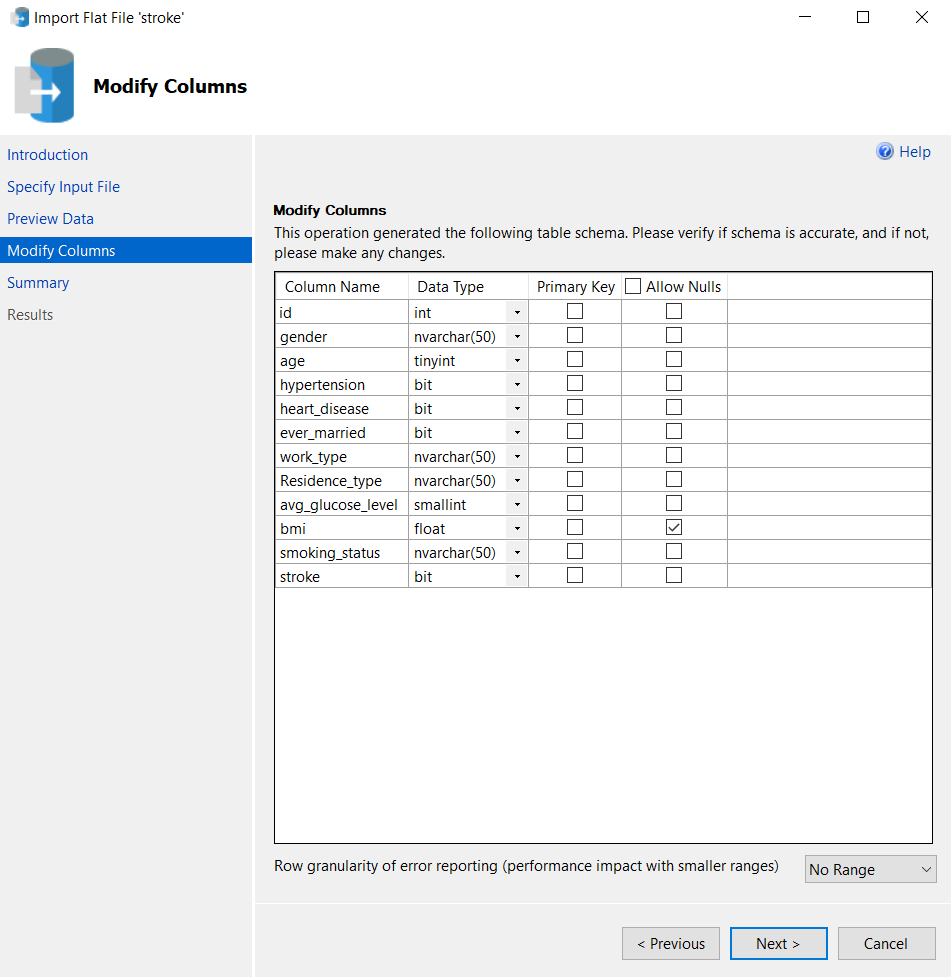 Import Flat File 'stroke'
Modify Columns
Introduction
Specify Input File
Preview Data
Modify Columns
Summary
Results
Help
Modify Columns
This operation generated the following table schema. Please verify if schema is accurate, and if not,
please make any changes.
Column Name Data Type Primary Key Allow Nulls
id int
gender nvarchar(50)
age tinyint
hypertension bit
heart_disease bit
ever_married bit
work_type nvarchar(50)
Residence_type nvarchar(50)
avg_glucose_level smallint
bmi float
smoking_status nvarchar(50)
stroke bit
Row granularity of error reporting (performance impact with smaller ranges) No Range
< Previous Next > Cancel